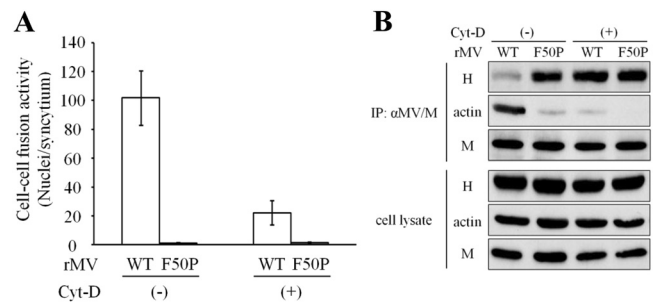 A
Cell-cell fusion activity
(Nuclei/syncytium)
140
120
100
80
60
40
20
0
rMV WT F50P WT F50P
Cyt-D (-) (+)
B
Cyt-D (-) (+)
rMV WT F50P WT F50P
IP: αMV/M
H
actin
M
cell lysate
H
actin
M